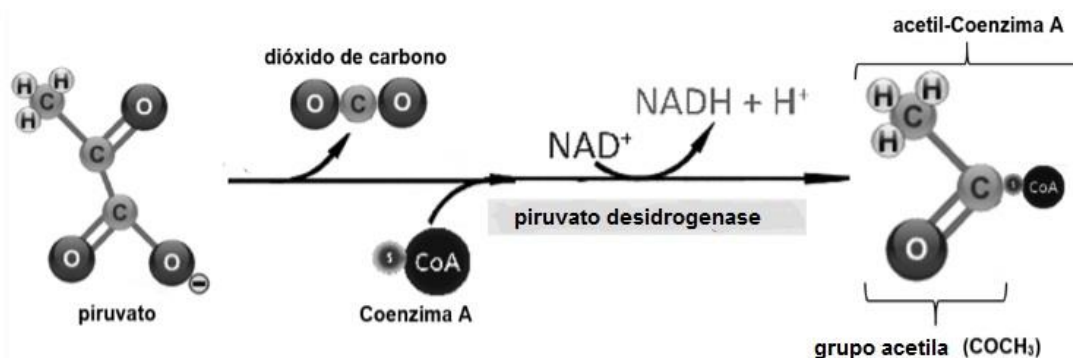 acetil-Coenzima A
dióxido de carbono
H
H
H
C
O
C
C
O
O
piruvato
O C O
NAD⁺
NADH + H⁺
piruvato desidrogenase
S
CoA
Coenzima A
H
H
H
C
C
S
CoA
O
grupo acetila (COCH₃)